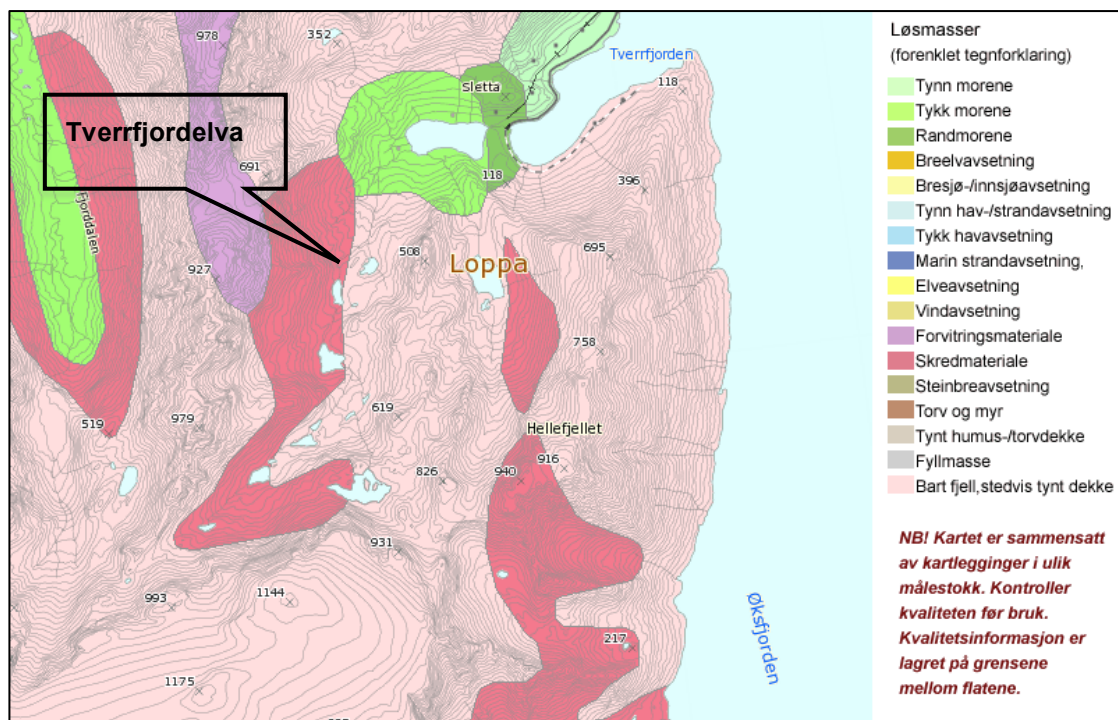 978
352
Tverrfjorden
118
Sletta
Tverrfjordelva
691
118
396
Fjorddalen
508
Loppa
695
927
758
619
979
519
Hellefjellet
826
940
916
931
993
1144
Øksfjorden
217
1175
Løsmasser
(forenklet tegnforklaring)
Tynn morene
Tykk morene
Randmorene
Breelvavsetning
Bresjø-/innsjøavsetning
Tynn hav-/strandavsetning
Tykk havavsetning
Marin strandavsetning,
Elveavsetning
Vindavsetning
Forvitringsmateriale
Skredmateriale
Steinbreavsetning
Torv og myr
Tynt humus-/torvdekke
Fyllmasse
Bart fjell,stedvis tynt dekke
NB! Kartet er sammensatt
av kartlegginger i ulik
målestokk. Kontroller
kvaliteten før bruk.
Kvalitetsinformasjon er
lagret på grensene
mellom flatene.